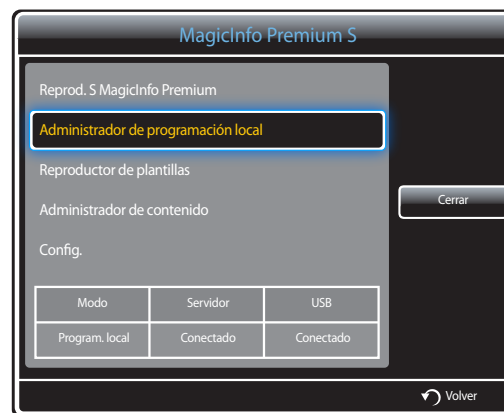 MagicInfo Premium S
Reprod. S MagicInfo Premium
Administrador de programación local
Reproductor de plantillas
Administrador de contenido
Config.
Cerrar
Modo Servidor USB
Program. local Conectado Conectado
Volver